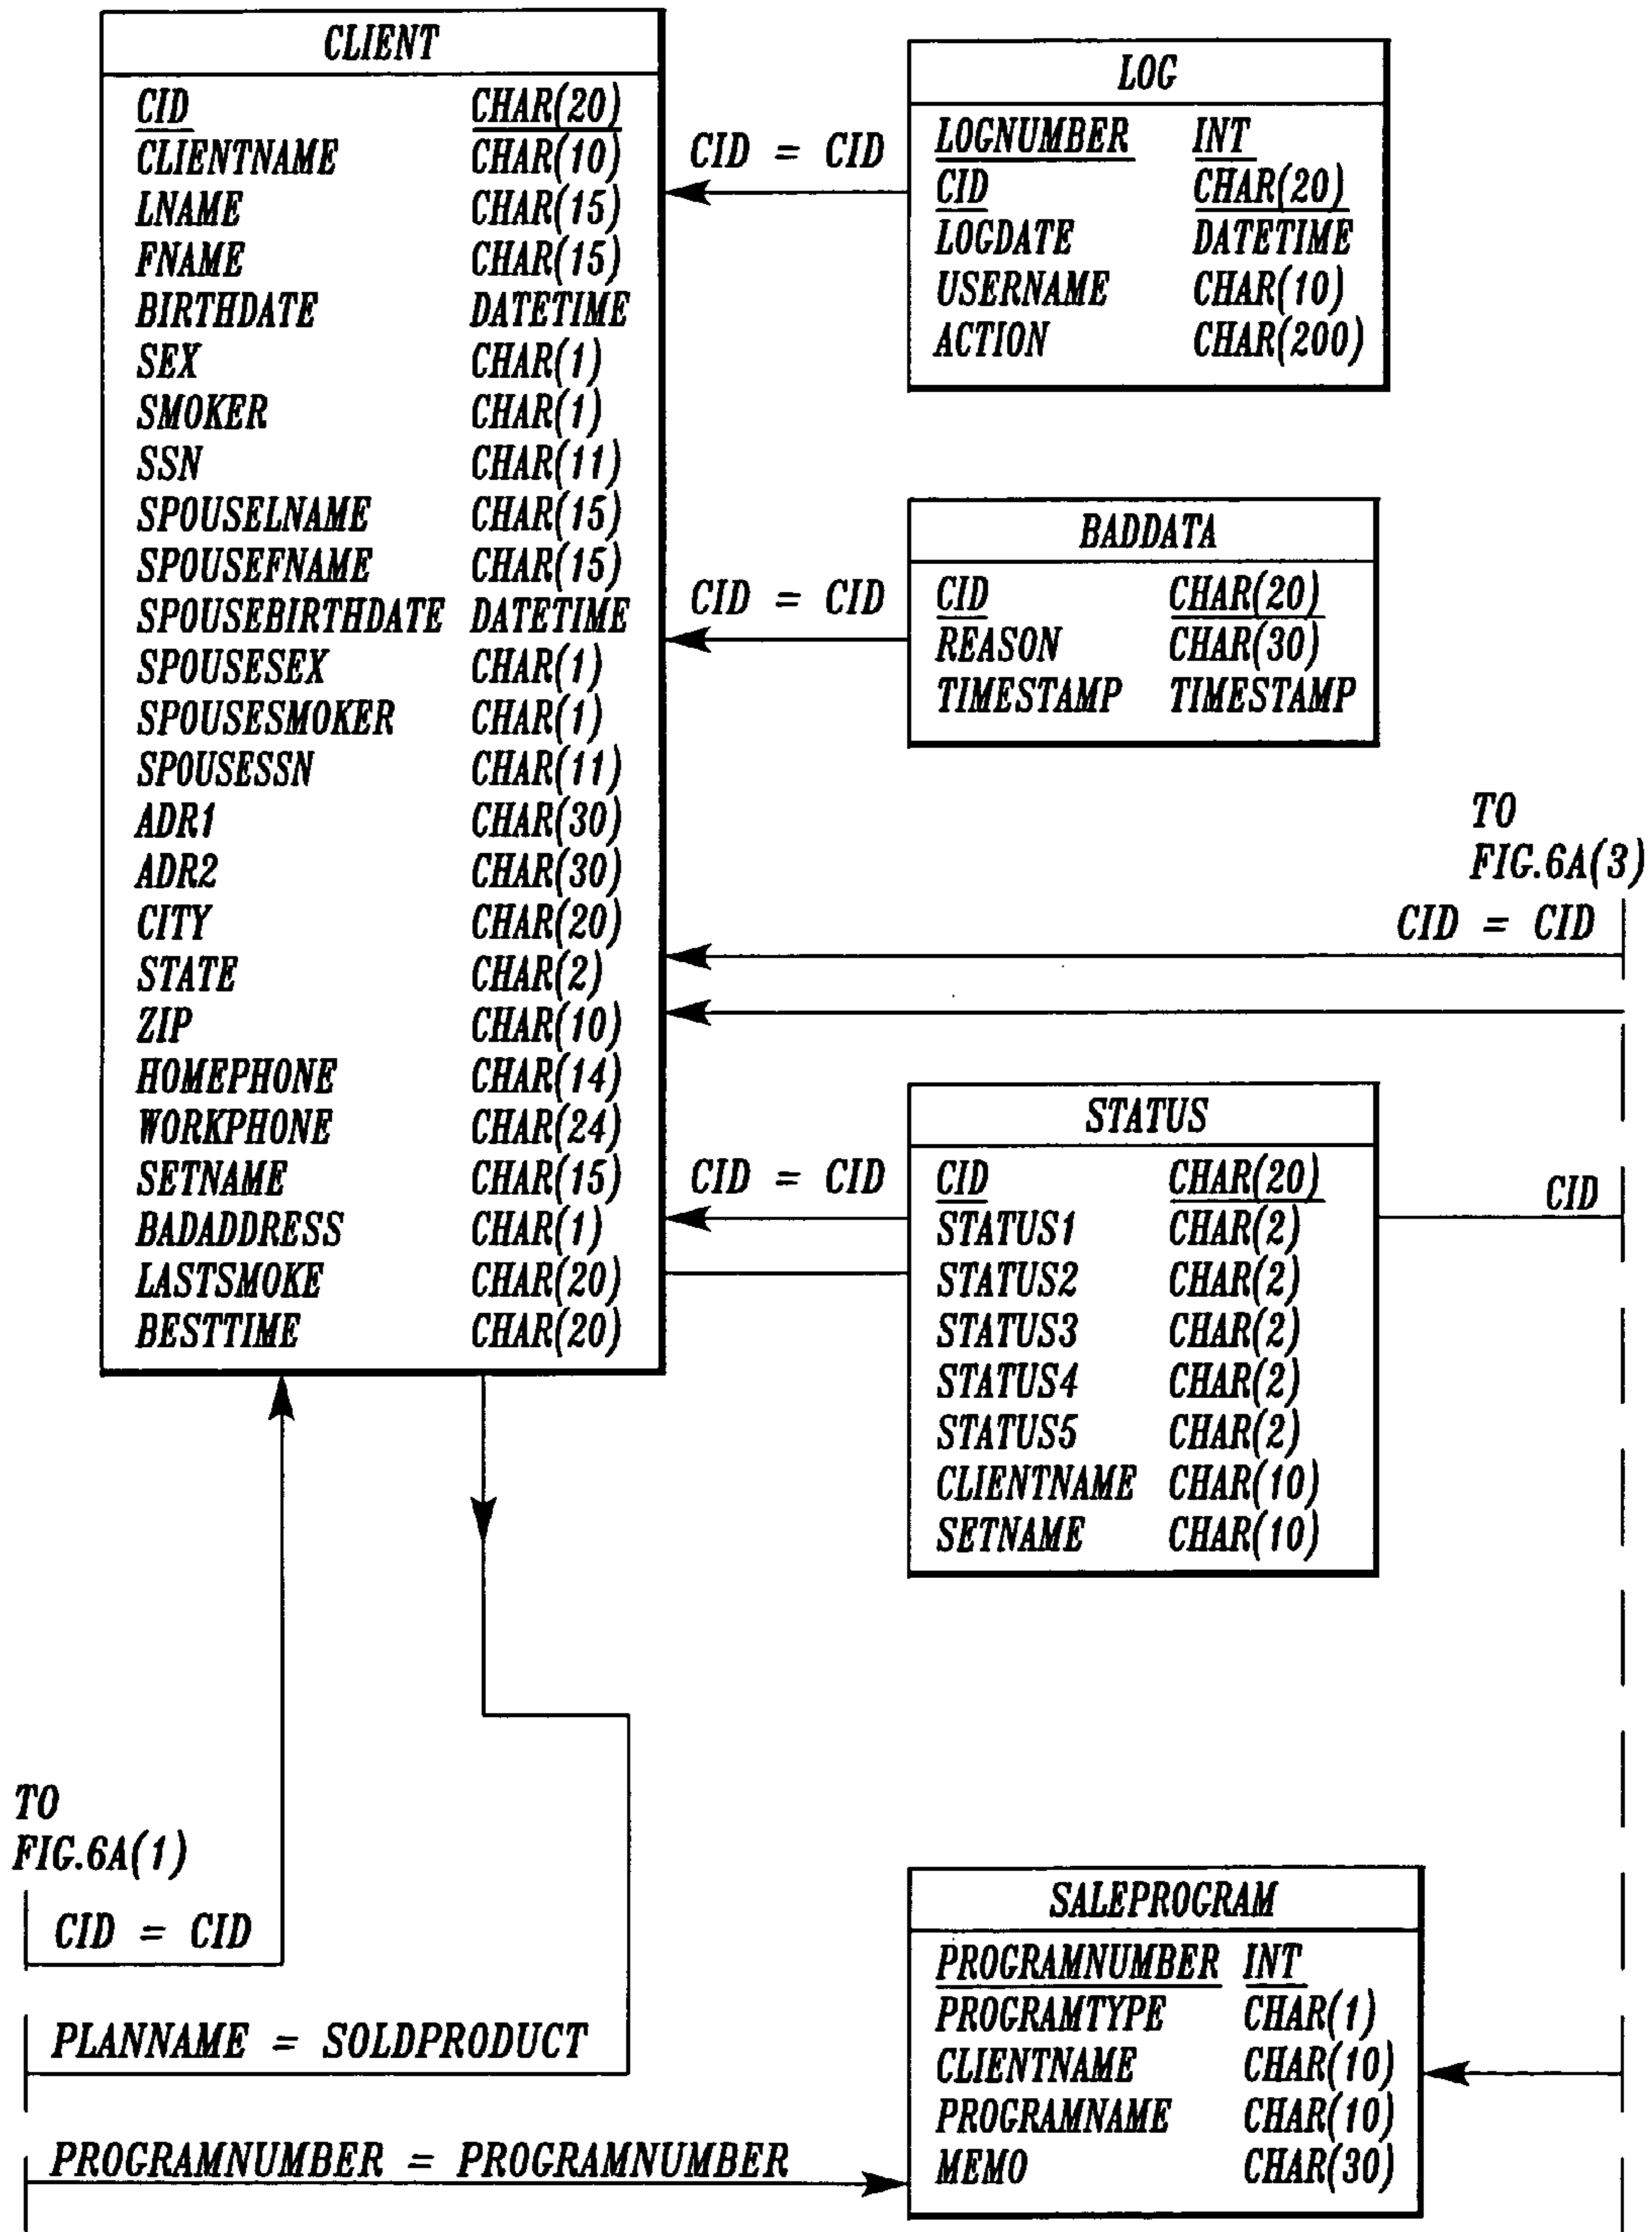 CLIENT
CID CHAR(20)
CLIENTNAME CHAR(10)
LNAME CHAR(15)
FNAME CHAR(15)
BIRTHDATE DATETIME
SEX CHAR(1)
SMOKER CHAR(1)
SSN CHAR(11)
SPOUSELNAME CHAR(15)
SPOUSEFNAME CHAR(15)
SPOUSEBIRTHDATE DATETIME
SPOUSESEX CHAR(1)
SPOUSESMOKER CHAR(1)
SPOUSESSN CHAR(11)
ADR1 CHAR(30)
ADR2 CHAR(30)
CITY CHAR(20)
STATE CHAR(2)
ZIP CHAR(10)
HOMEPHONE CHAR(14)
WORKPHONE CHAR(24)
SETNAME CHAR(15)
BADADDRESS CHAR(1)
LASTSMOKE CHAR(20)
BESTTIME CHAR(20)
CID = CID
LOG
LOGNUMBER INT
CID CHAR(20)
LOGDATE DATETIME
USERNAME CHAR(10)
ACTION CHAR(200)
CID = CID
BADDATA
CID CHAR(20)
REASON CHAR(30)
TIMESTAMP TIMESTAMP
TO
FIG.6A(3)
CID = CID
CID = CID
STATUS
CID CHAR(20)
STATUS1 CHAR(2)
STATUS2 CHAR(2)
STATUS3 CHAR(2)
STATUS4 CHAR(2)
STATUS5 CHAR(2)
CLIENTNAME CHAR(10)
SETNAME CHAR(10)
CID
TO
FIG.6A(1)
CID = CID
PLANNAME = SOLDPRODUCT
PROGRAMNUMBER = PROGRAMNUMBER
SALEPROGRAM
PROGRAMNUMBER INT
PROGRAMTYPE CHAR(1)
CLIENTNAME CHAR(10)
PROGRAMNAME CHAR(10)
MEMO CHAR(30)